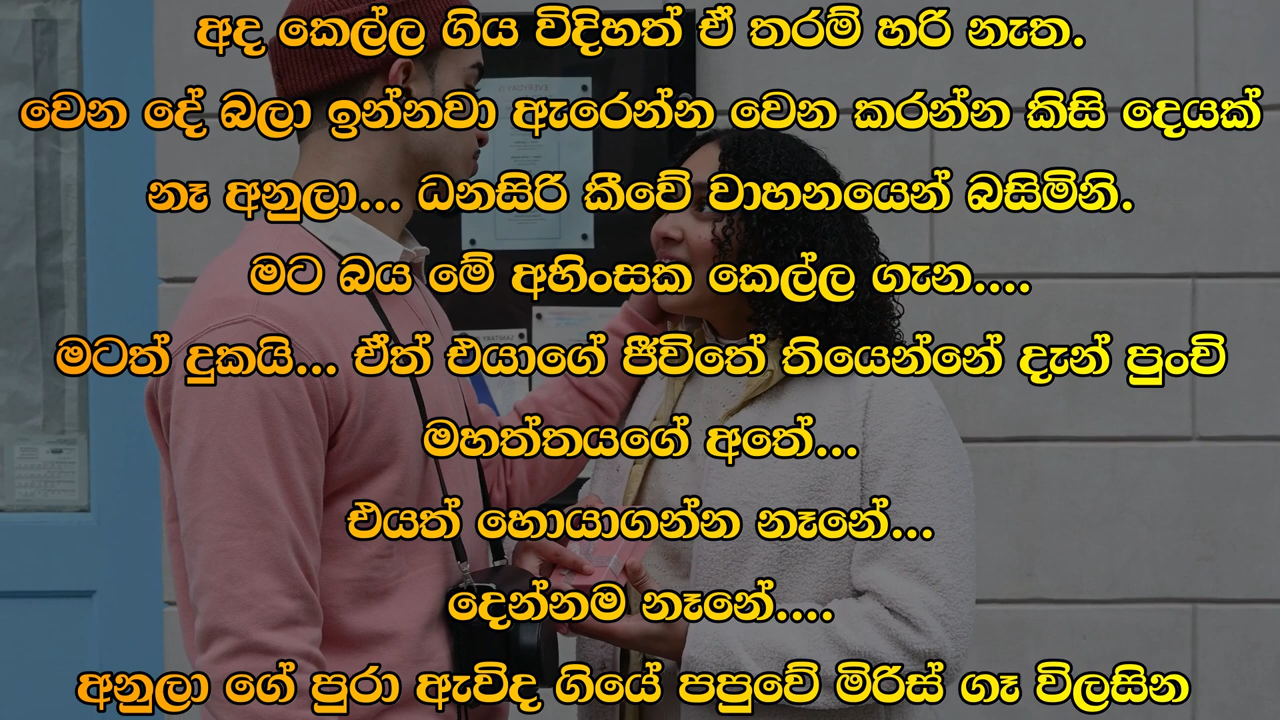 අද කෙල්ල ගිය විදිහත් ඒ තරම් හරි නැත.
වෙන දේ බලා ඉන්නවා ඇරෙන්න වෙන කරන්න කිසි දෙයක්
නෑ අනුලා... ධනසිරි කීවේ වාහනයෙන් බසිමිනි.
මට බය මේ අහිංසක කෙල්ල ගැන....
මටත් දුකයි... ඒත් එයාගේ ජීවිතේ තියෙන්නේ දැන් පුංචි
මහත්තයගේ අතේ...
එයත් හොයාගන්න නෑනේ...
දෙන්නම නෑනේ....
අනුලා ගේ පුරා ඇවිද ගියේ පපුවේ මිරිස් ගෑ විලසින